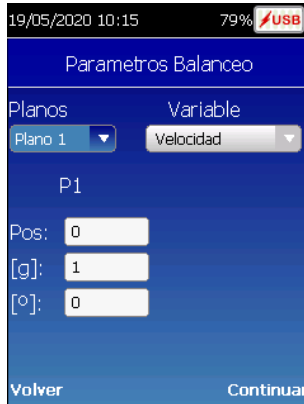 19/05/2020 10:15 79% USB
Parametros Balanceo
Planos Variable
Plano 1 Velocidad
P1
Pos: 0
[g]: 1
[º]: 0
Volver Continuar